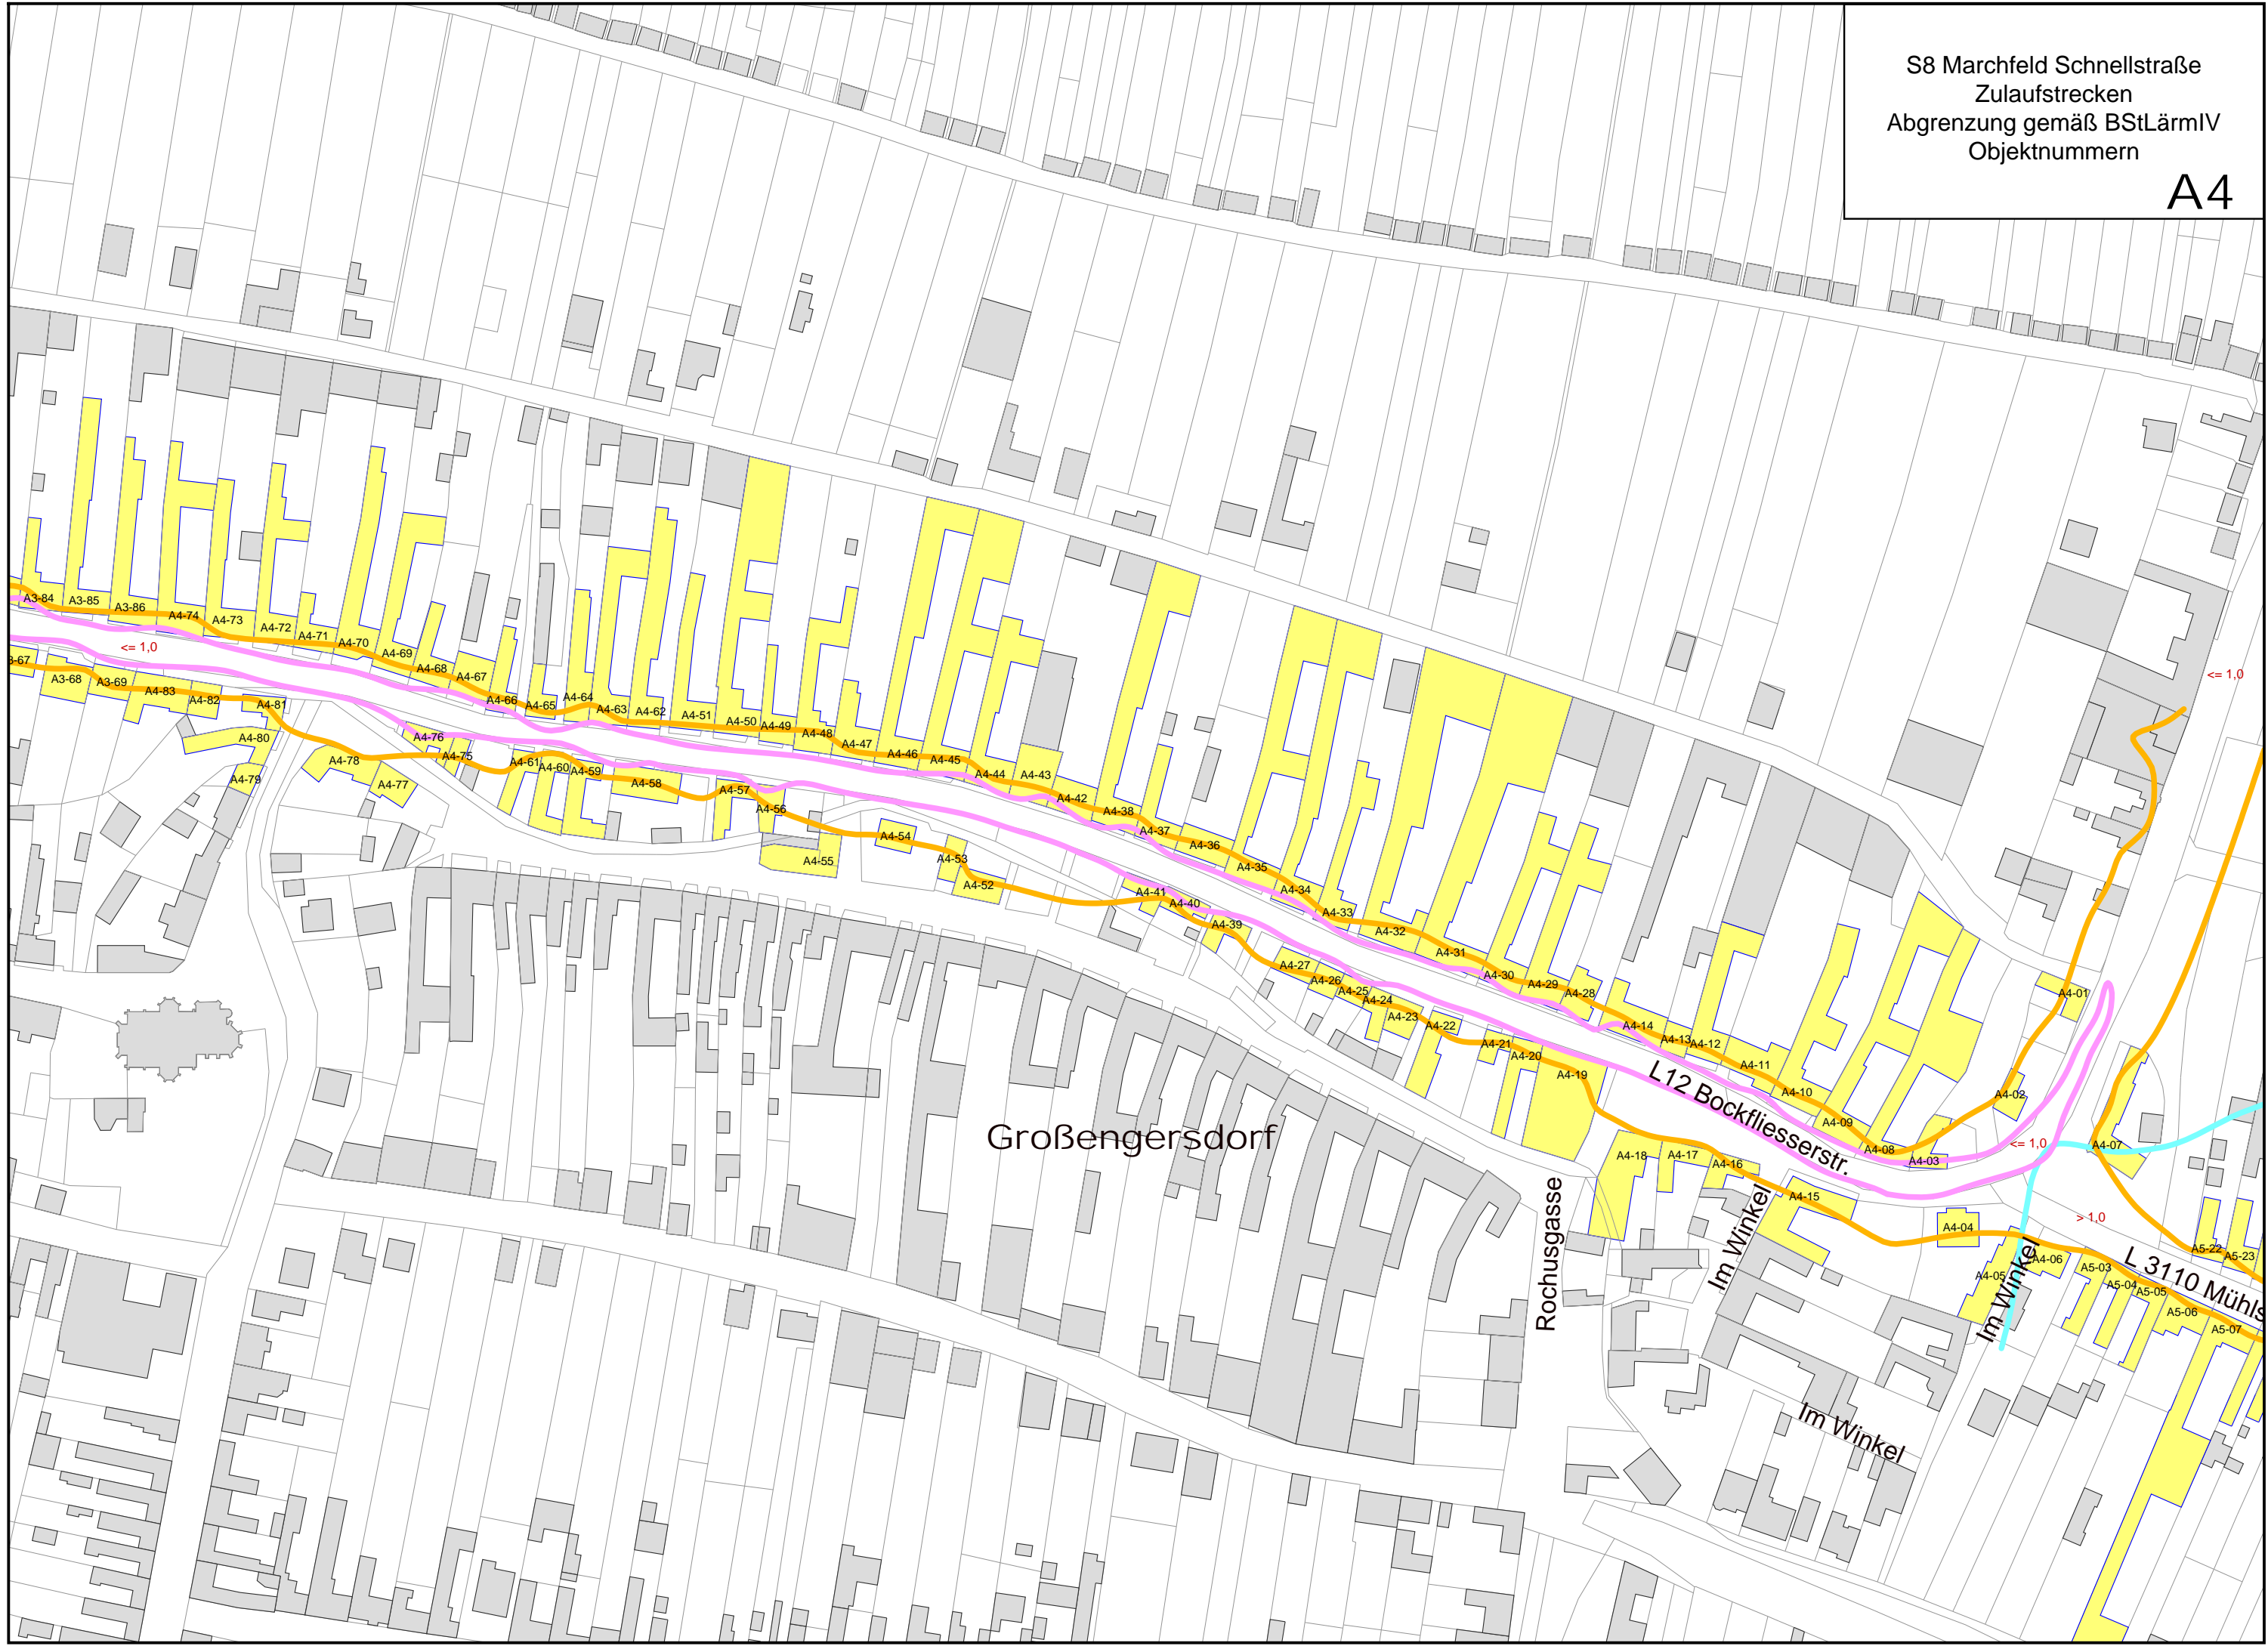 S8 Marchfeld Schnellstraße
Zulaufstrecken
Abgrenzung gemäß BStLärmIV
Objektnummern
A4
A3-84
A3-85
A3-86
A4-74
A4-73
A4-72
A4-71
A4-70
A4-69
A4-68
A4-67
A4-66
A4-65
A4-64
A4-63
A4-62
A4-51
A4-50
A4-49
A4-48
A4-47
A4-46
A4-45
A4-44
A4-43
A4-42
A4-38
A4-37
A4-36
A4-35
A4-34
A4-33
A4-32
A4-31
A4-30
A4-29
A4-28
A4-14
A4-13
A4-12
A4-11
A4-10
A4-09
A4-08
A4-03
A4-02
A4-01
<= 1,0
<= 1,0
<= 1,0
> 1,0
3-67
A3-68
A3-69
A4-83
A4-82
A4-81
A4-80
A4-79
A4-78
A4-77
A4-76
A4-75
A4-61
A4-60
A4-59
A4-58
A4-57
A4-56
A4-55
A4-54
A4-53
A4-52
A4-41
A4-40
A4-39
A4-27
A4-26
A4-25
A4-24
A4-23
A4-22
A4-21
A4-20
A4-19
A4-18
A4-17
A4-16
A4-15
A4-04
A4-05
A4-06
A4-07
A5-03
A5-04
A5-05
A5-06
A5-07
A5-22
A5-23
L12 Bockfliesserstr.
L 3110 Mühls
Großengersdorf
Rochusgasse
Im Winkel
Im Winkel
Im Winkel